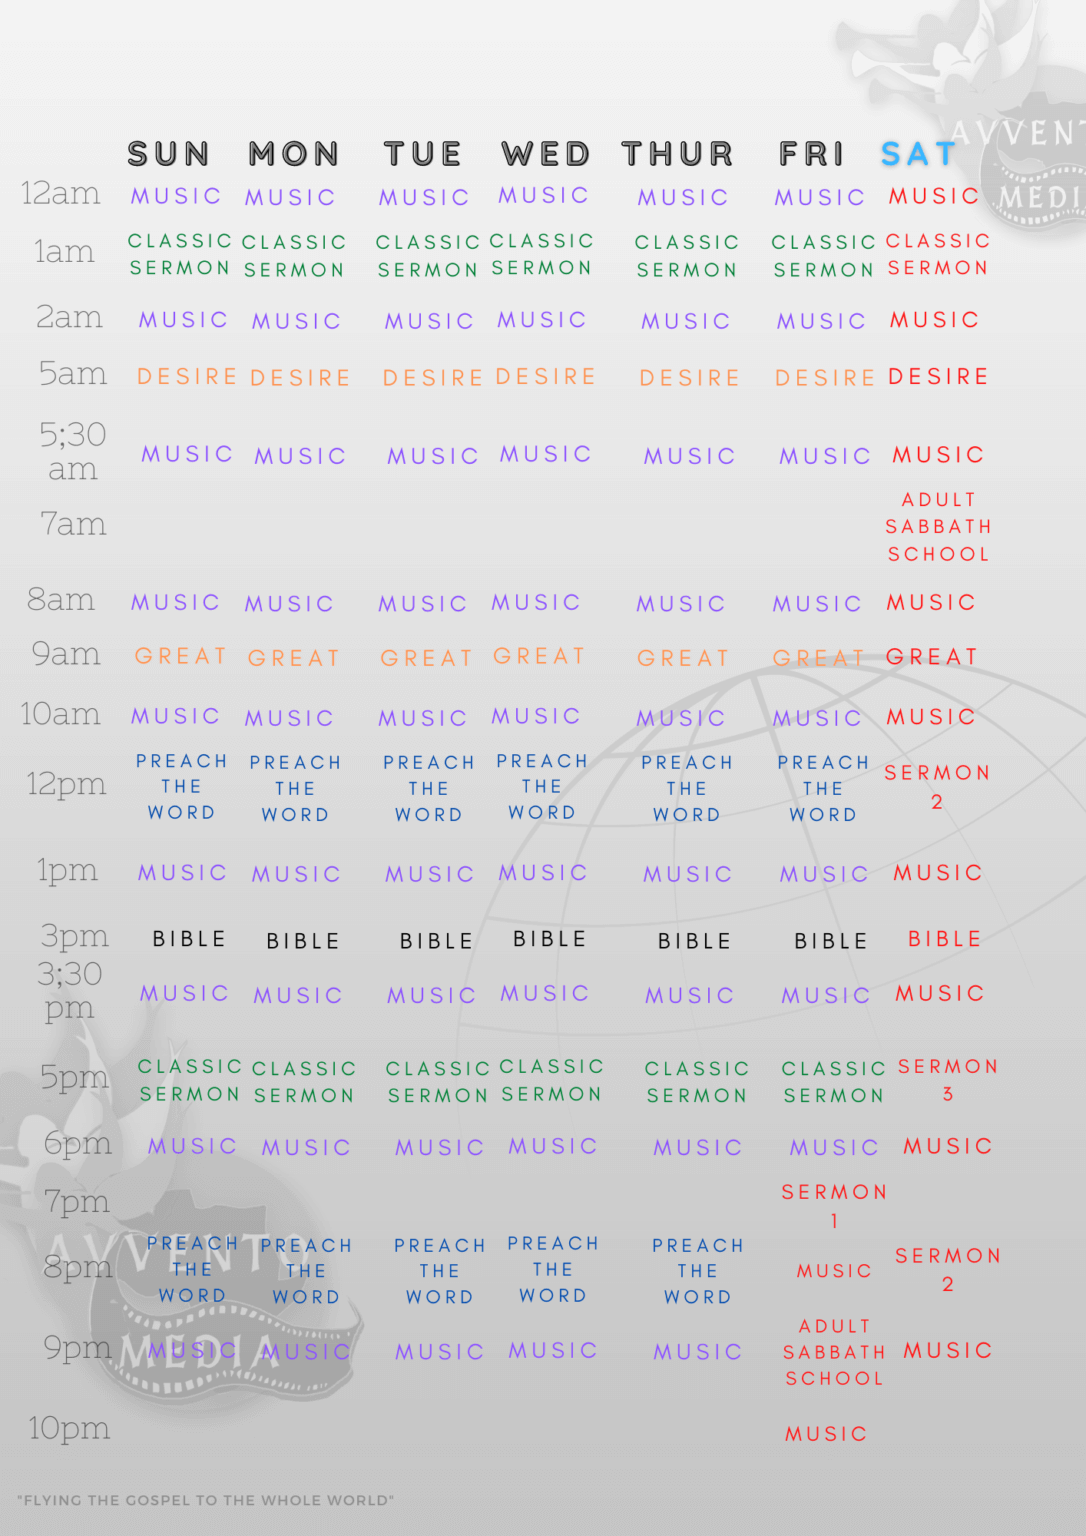 AVVENT
MEDI
SUN MON TUE WED THUR FRI SAT
12am MUSIC MUSIC MUSIC MUSIC MUSIC MUSIC MUSIC
1am CLASSIC CLASSIC CLASSIC CLASSIC CLASSIC CLASSIC CLASSIC
SERMON SERMON SERMON SERMON SERMON SERMON SERMON
2am MUSIC MUSIC MUSIC MUSIC MUSIC MUSIC MUSIC
5am DESIRE DESIRE DESIRE DESIRE DESIRE DESIRE DESIRE
5;30
am MUSIC MUSIC MUSIC MUSIC MUSIC MUSIC MUSIC
ADULT
7am SABBATH
SCHOOL
8am MUSIC MUSIC MUSIC MUSIC MUSIC MUSIC MUSIC
9am GREAT GREAT GREAT GREAT GREAT GREAT GREAT
10am MUSIC MUSIC MUSIC MUSIC MUSIC MUSIC MUSIC
PREACH PREACH PREACH PREACH PREACH PREACH SERMON
12pm THE THE THE THE THE THE 2
WORD WORD WORD WORD WORD WORD
1pm MUSIC MUSIC MUSIC MUSIC MUSIC MUSIC MUSIC
3pm BIBLE BIBLE BIBLE BIBLE BIBLE BIBLE BIBLE
3;30
pm MUSIC MUSIC MUSIC MUSIC MUSIC MUSIC MUSIC
5pm CLASSIC CLASSIC CLASSIC CLASSIC CLASSIC CLASSIC SERMON
SERMON SERMON SERMON SERMON SERMON SERMON 3
6pm MUSIC MUSIC MUSIC MUSIC MUSIC MUSIC MUSIC
7pm SERMON
1
PREACH PREACH PREACH PREACH PREACH SERMON
8pm THE THE THE THE THE MUSIC 2
WORD WORD WORD WORD WORD
ADULT
9pm MUSIC MUSIC MUSIC MUSIC MUSIC SABBATH MUSIC
SCHOOL
10pm MUSIC
AVVENTO
MEDIA
"FLYING THE GOSPEL TO THE WHOLE WORLD"